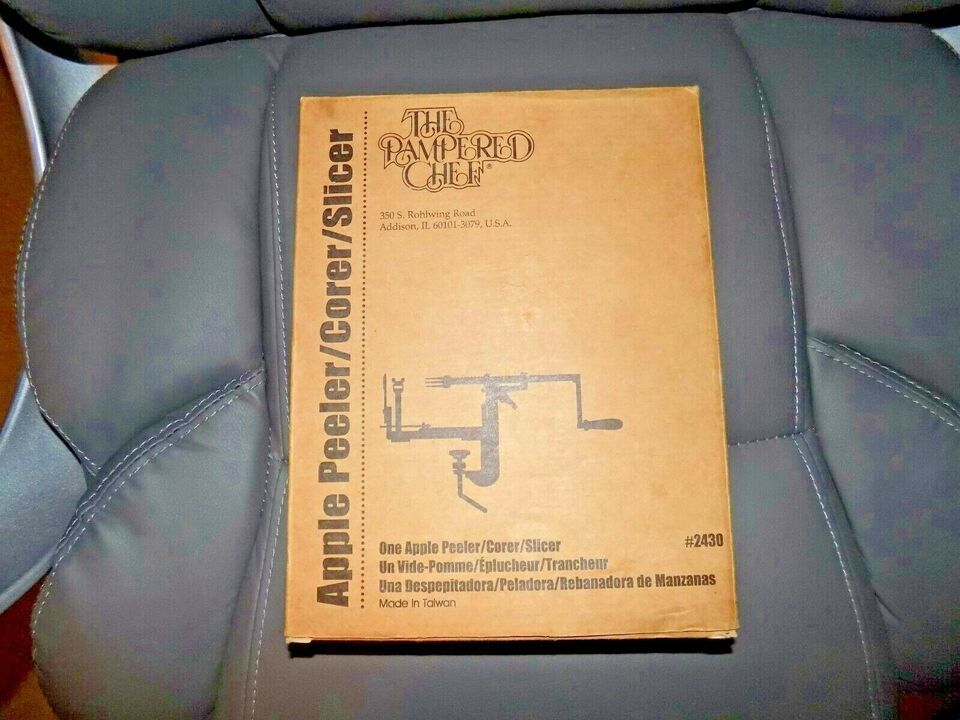 Apple Peeler/Corer/Slicer
THE
PAMPERED
CHEF®
350 S. Rohlwing Road
Addison, IL 60101-3079, U.S.A.
One Apple Peeler/Corer/Slicer #2430
Un Vide-Pomme/Éplucheur/Trancheur
Una Despepitadora/Peladora/Rebanadora de Manzanas
Made in Taiwan